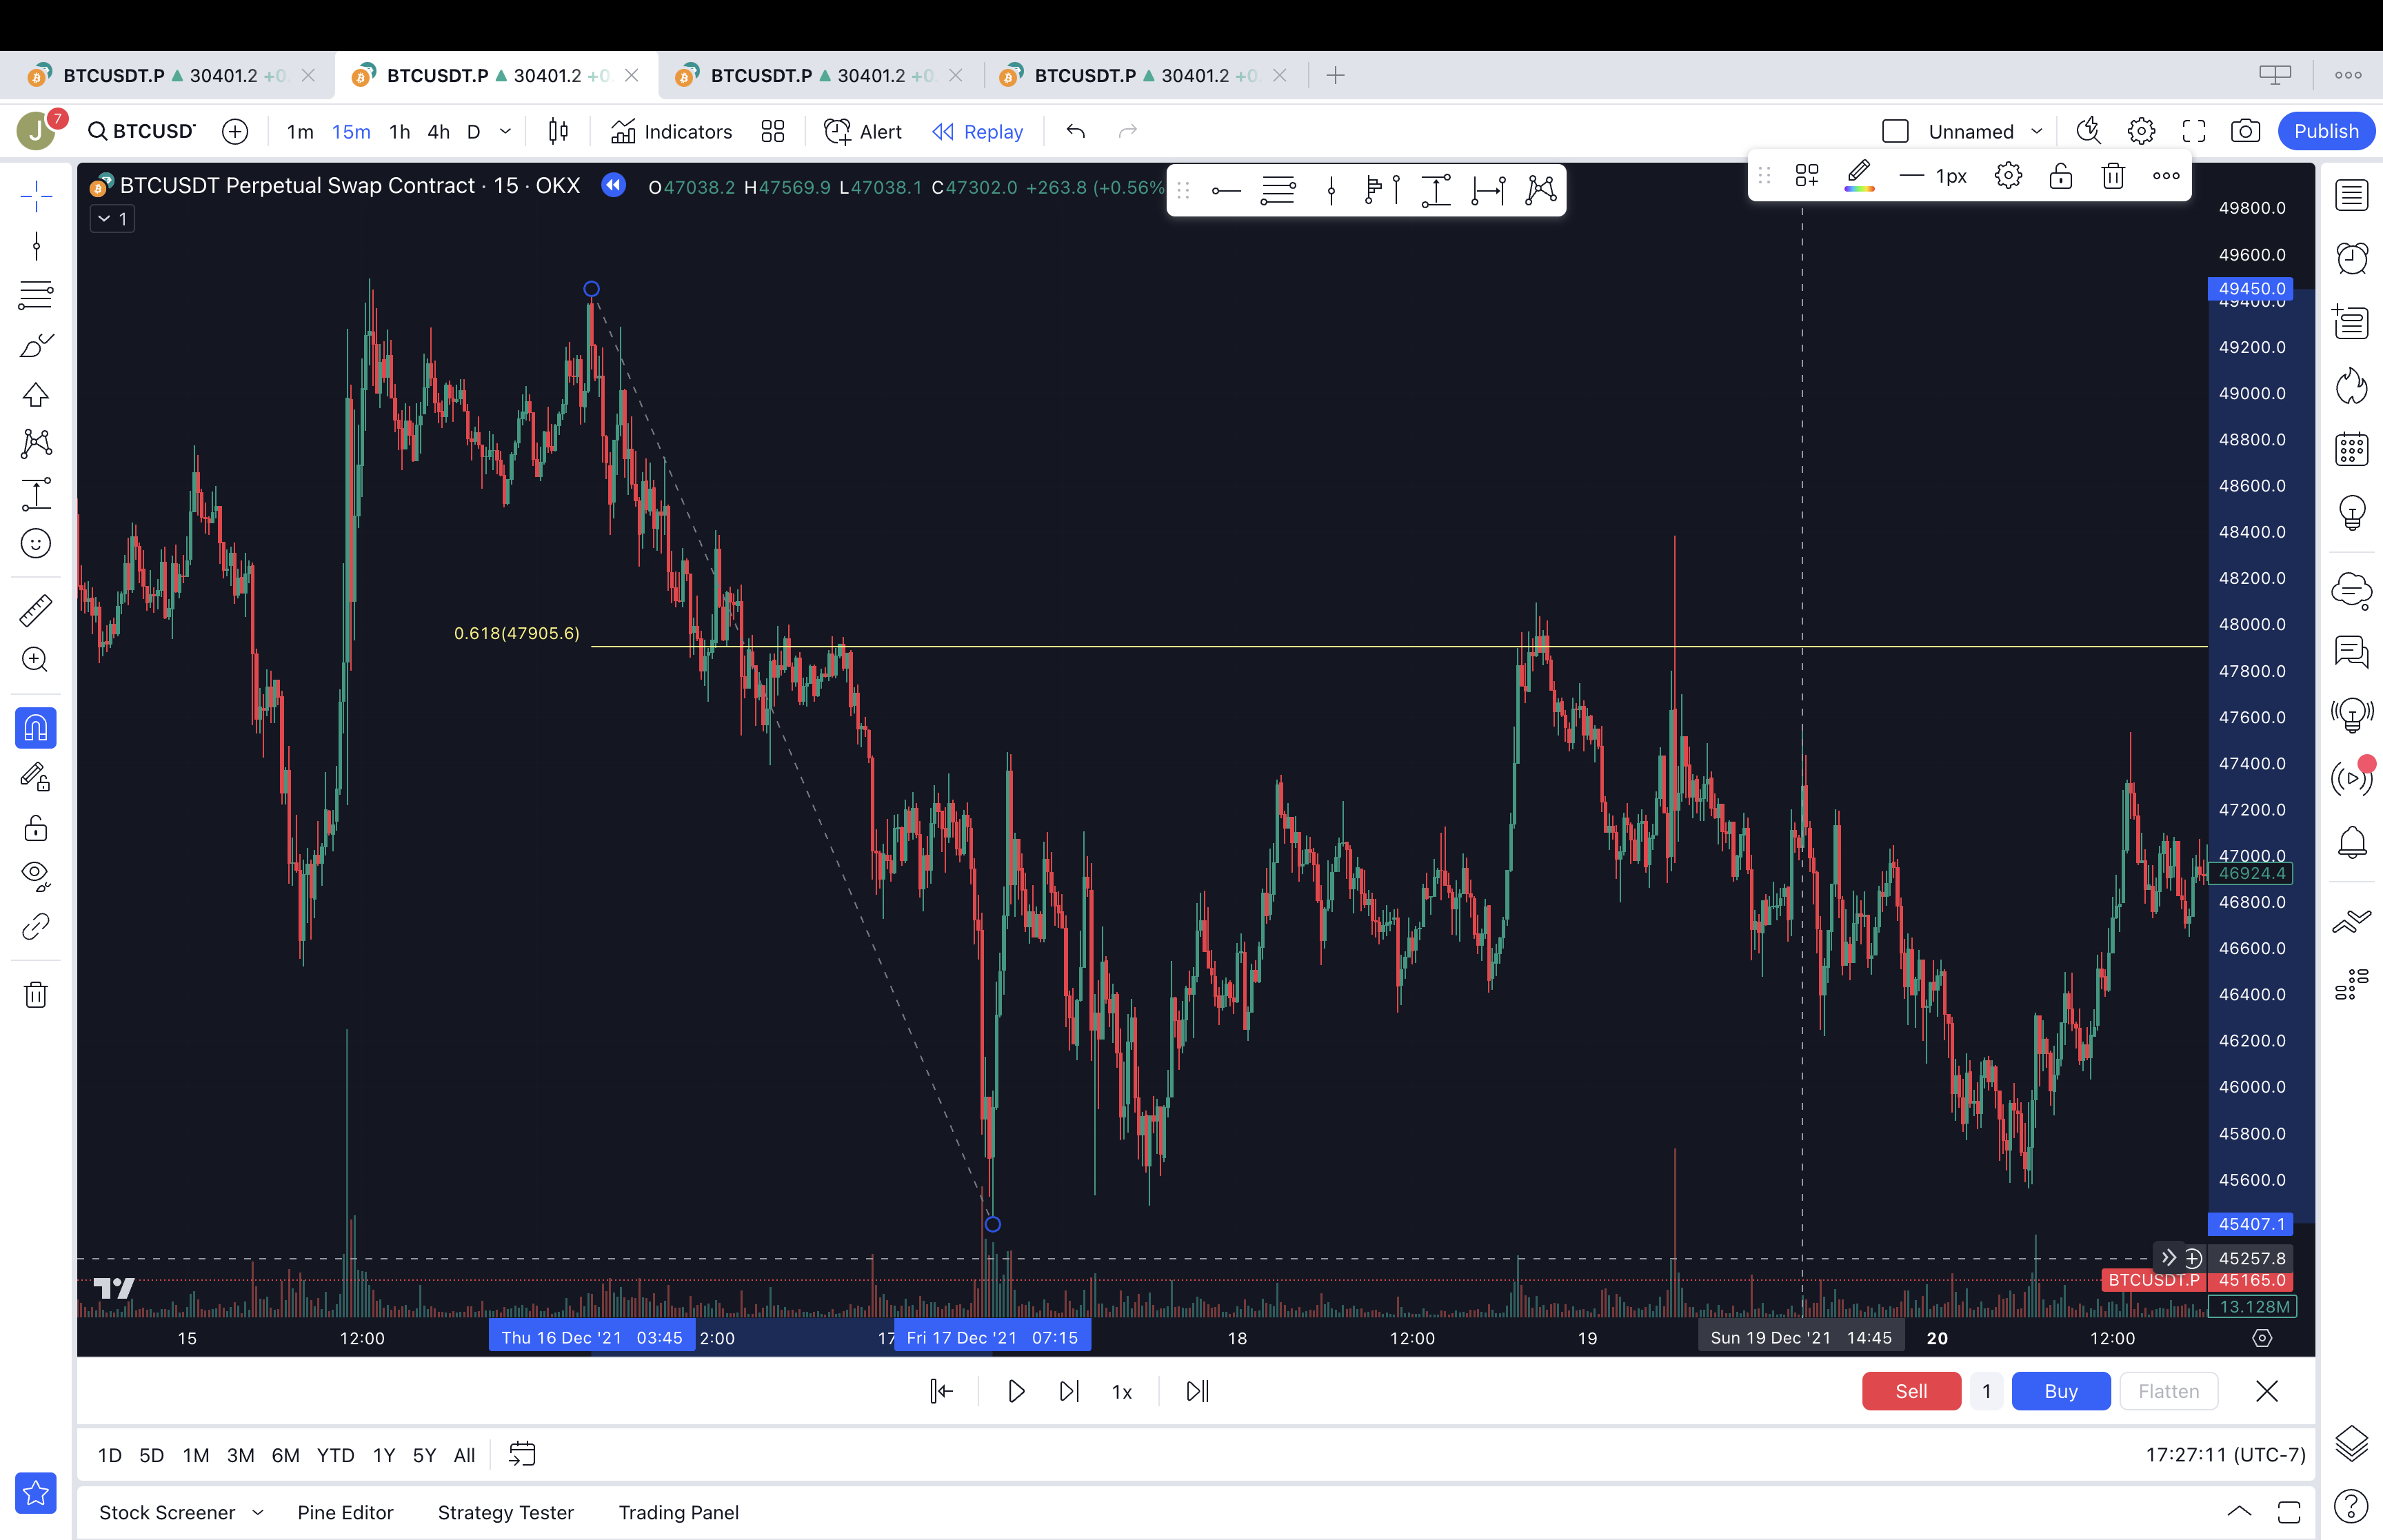 BTCUSDT.P ▲ 30401.2 +0. BTCUSDT.P ▲ 30401.2 +0. BTCUSDT.P ▲ 30401.2 +0. BTCUSDT.P ▲ 30401.2 +0.
J 7 BTCUSD 1m 15m 1h 4h D Indicators Alert Replay Unnamed Publish
BTCUSDT Perpetual Swap Contract · 15 · OKX O47038.2 H47569.9 L47038.1 C47302.0 +263.8 (+0.56%
1px
1
49800.0
49600.0
49450.0
49400.0
49200.0
49000.0
48800.0
48600.0
48400.0
48200.0
48000.0
0.618(47905.6)
47800.0
47600.0
47400.0
47200.0
47000.0
46924.4
46800.0
46600.0
46400.0
46200.0
46000.0
45800.0
45600.0
45407.1
45257.8
BTCUSDT.P 45165.0
13.128M
15 12:00 Thu 16 Dec '21 03:45 2:00 17 Fri 17 Dec '21 07:15 18 12:00 19 Sun 19 Dec '21 14:45 20 12:00
1x Sell 1 Buy Flatten
1D 5D 1M 3M 6M YTD 1Y 5Y All 17:27:11 (UTC-7)
Stock Screener Pine Editor Strategy Tester Trading Panel